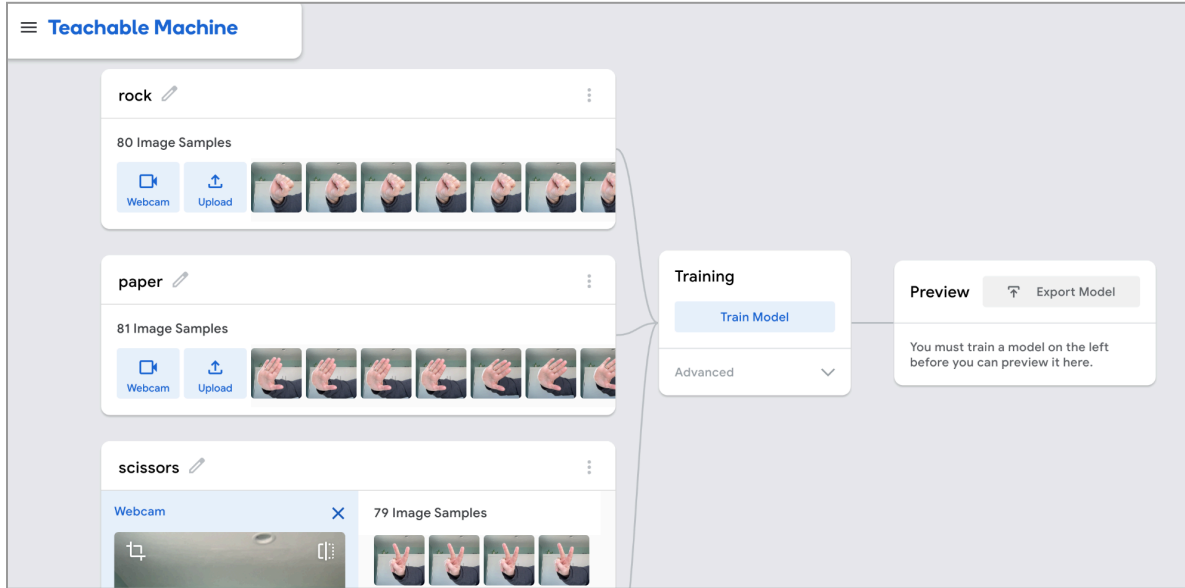 Teachable Machine
rock
80 Image Samples
Webcam
Upload
paper
81 Image Samples
Webcam
Upload
scissors
Webcam
79 Image Samples
Training
Train Model
Advanced
Preview
Export Model
You must train a model on the left
before you can preview it here.